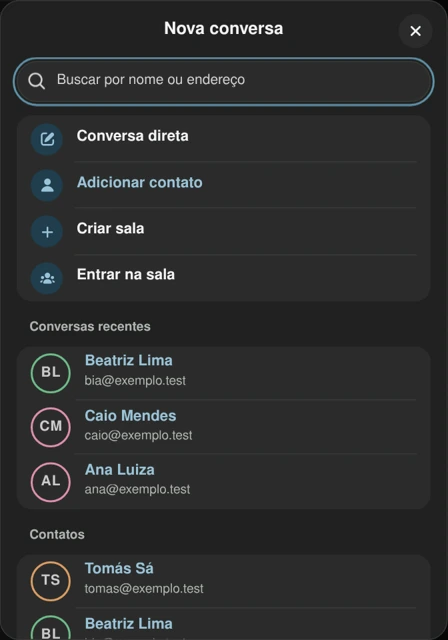 Nova conversa
Buscar por nome ou endereço
Conversa direta
Adicionar contato
Criar sala
Entrar na sala
Conversas recentes
BL
Beatriz Lima
bia@exemplo.test
CM
Caio Mendes
caio@exemplo.test
AL
Ana Luiza
ana@exemplo.test
Contatos
TS
Tomás Sá
tomas@exemplo.test
BL
Beatriz Lima